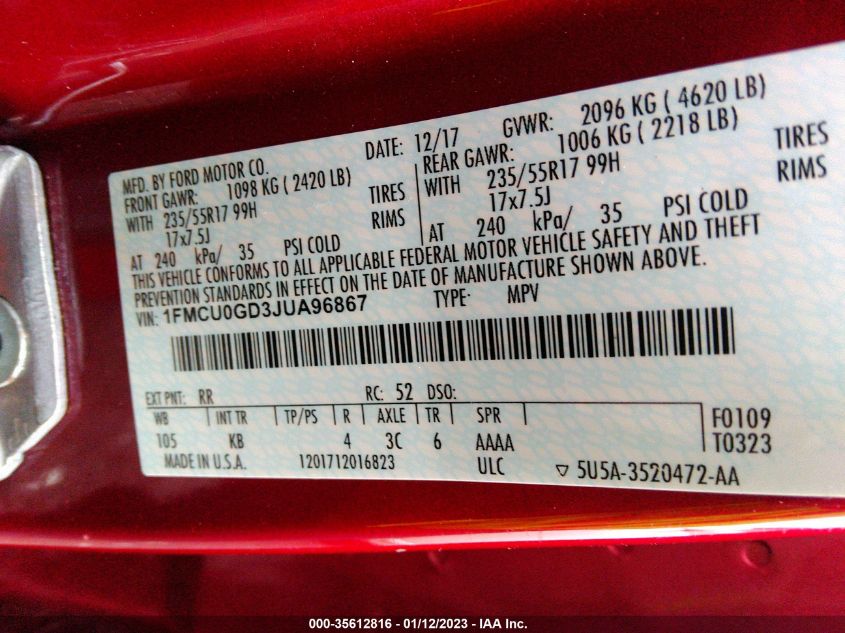 MFD. BY FORD MOTOR CO. DATE: 12/17 GVWR: 2096 KG ( 4620 LB)
FRONT GAWR: 1098 KG ( 2420 LB) REAR GAWR: 1006 KG ( 2218 LB)
WITH 235/55R17 99H TIRES WITH 235/55R17 99H TIRES
17x7.5J RIMS 17x7.5J RIMS
AT 240 kPa/ 35 PSI COLD AT 240 kPa/ 35 PSI COLD
THIS VEHICLE CONFORMS TO ALL APPLICABLE FEDERAL MOTOR VEHICLE SAFETY AND THEFT
PREVENTION STANDARDS IN EFFECT ON THE DATE OF MANUFACTURE SHOWN ABOVE.
VIN: 1FMCU0GD3JUA96867 TYPE: MPV
EXT PNT: RR RC: 52 DSO:
WB INT TR TP/PS R AXLE TR SPR F0109
105 KB 4 3C 6 AAAA T0323
MADE IN U.S.A. 1201712016823 ULC ▽ 5U5A-3520472-AA
000-35612816 - 01/12/2023 - IAA Inc.